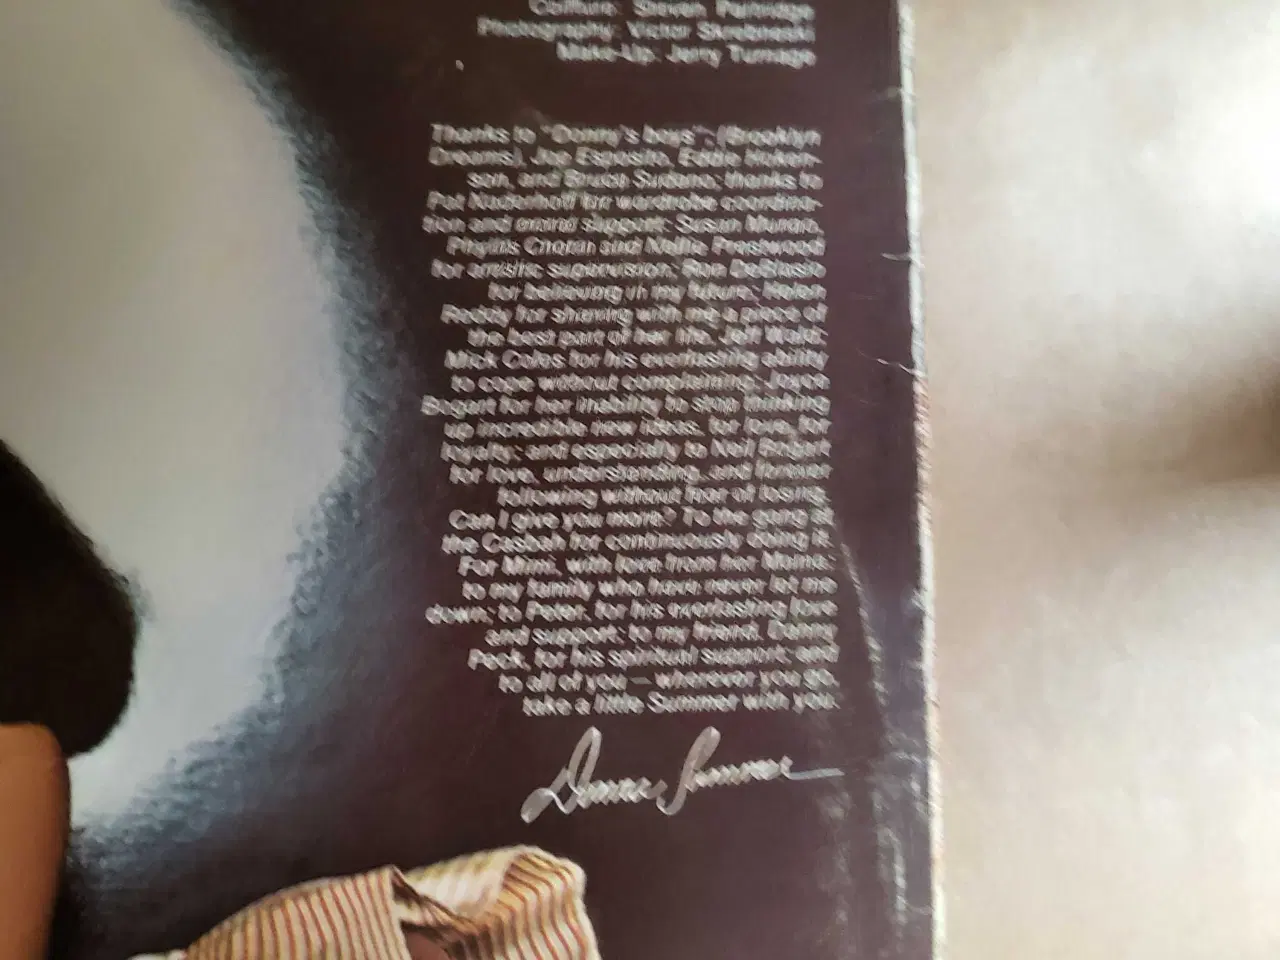 Coiffure: Steven Partridge
Photography: Victor Skrebneski
Make-Up: Jerry Turnage
Thanks to "Donny's boys"; (Brooklyn
Dreams), Joe Esposito, Eddie Hoken-
son, and Bruce Sudano; thanks to
Pat Naderhoff for wardrobe coordina-
tion and moral support; Susan
Phyllis and Nellie Prestwood
for artistic supervision; Ron DeBlasio
for believing in my future; Helen
Reddy for sharing with me a piece of
the best part of her life, Jeff Wald;
Mick Coles for his everlasting ability
to cope without complaining; Joyce
Bogart for her inability to stop thinking
up incredible new ideas, for love, for
loyalty; and especially to Neil Bogart
for love, understanding, and forever
following without fear of losing.
Can I give you more? To the gang at
the Casbah for continuously doing it.
For Mimi, with love from her Mama;
to my family who have never let me
down; to Peter, for his everlasting love
and support; to my friend, Danny
Peck, for his spiritual support; and
to all of you — wherever you go,
take a little Summer with you.
Donna Summer